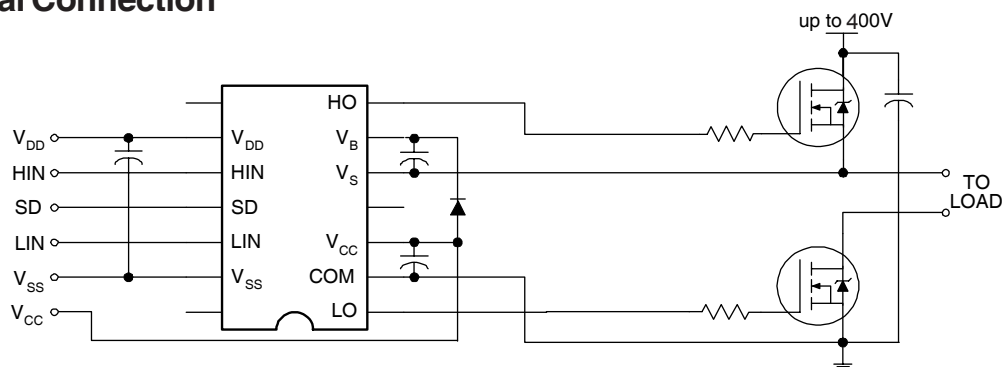 al Connection
up to 400V
HO
V_DD
V_DD
V_B
HIN
HIN
V_S
SD
SD
TO
LOAD
LIN
LIN
V_CC
V_SS
V_SS
COM
V_CC
LO